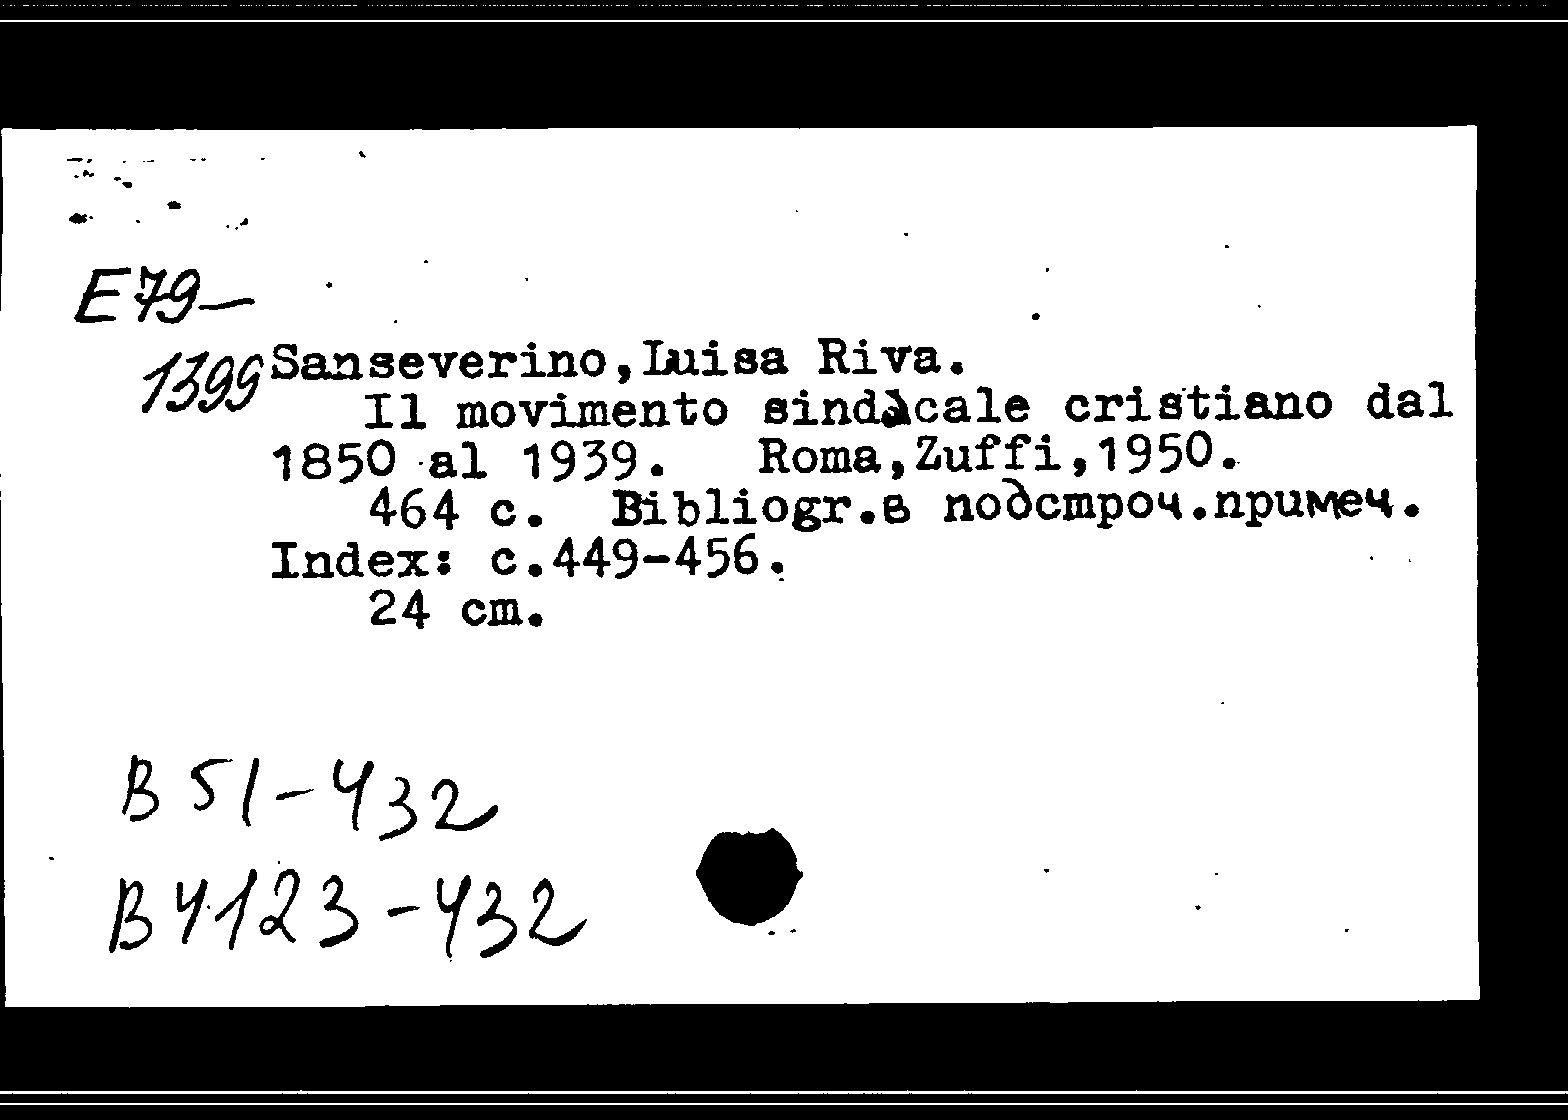 E79-
1399
Sanseverino,Luisa Riva.
Il movimento sindacale cristiano dal
1850 al 1939. Roma,Zuffi,1950.
464 c. Bibliogr.в подстроч.примеч.
Index: c.449-456.
24 cm.
B 51-432
B 4123-432